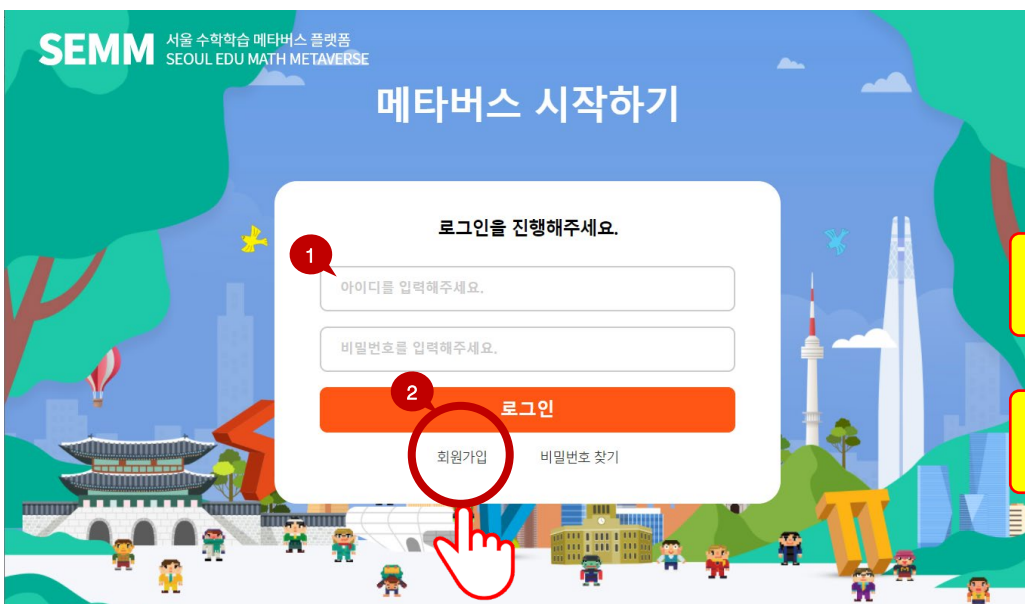 SEMM 서울 수학학습 메타버스 플랫폼
SEOUL EDU MATH METAVERSE
메타버스 시작하기
로그인을 진행해주세요.
1
아이디를 입력해주세요.
비밀번호를 입력해주세요.
2
로그인
회원가입 비밀번호 찾기